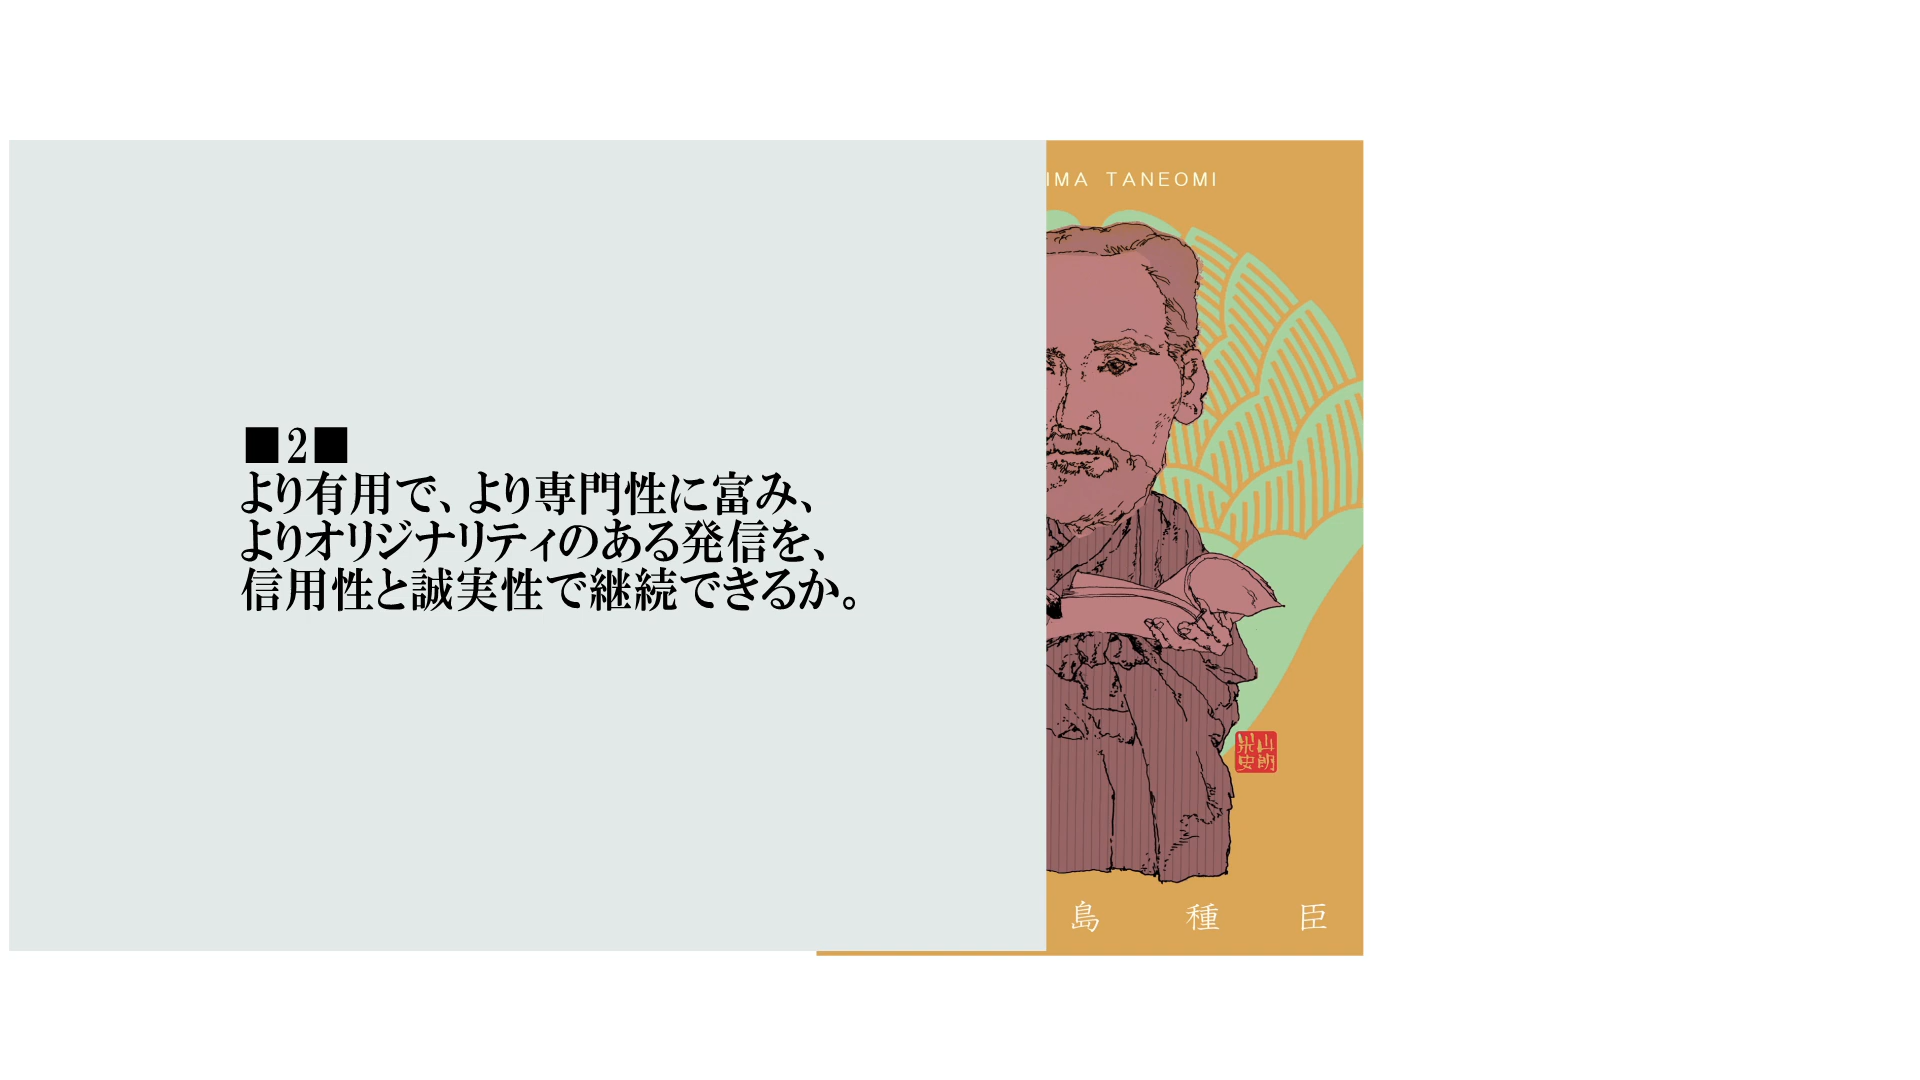 ■2■
より有用で、より専門性に富み、
よりオリジナリティのある発信を、
信用性と誠実性で継続できるか。
IMA TANEOMI
島 種 臣